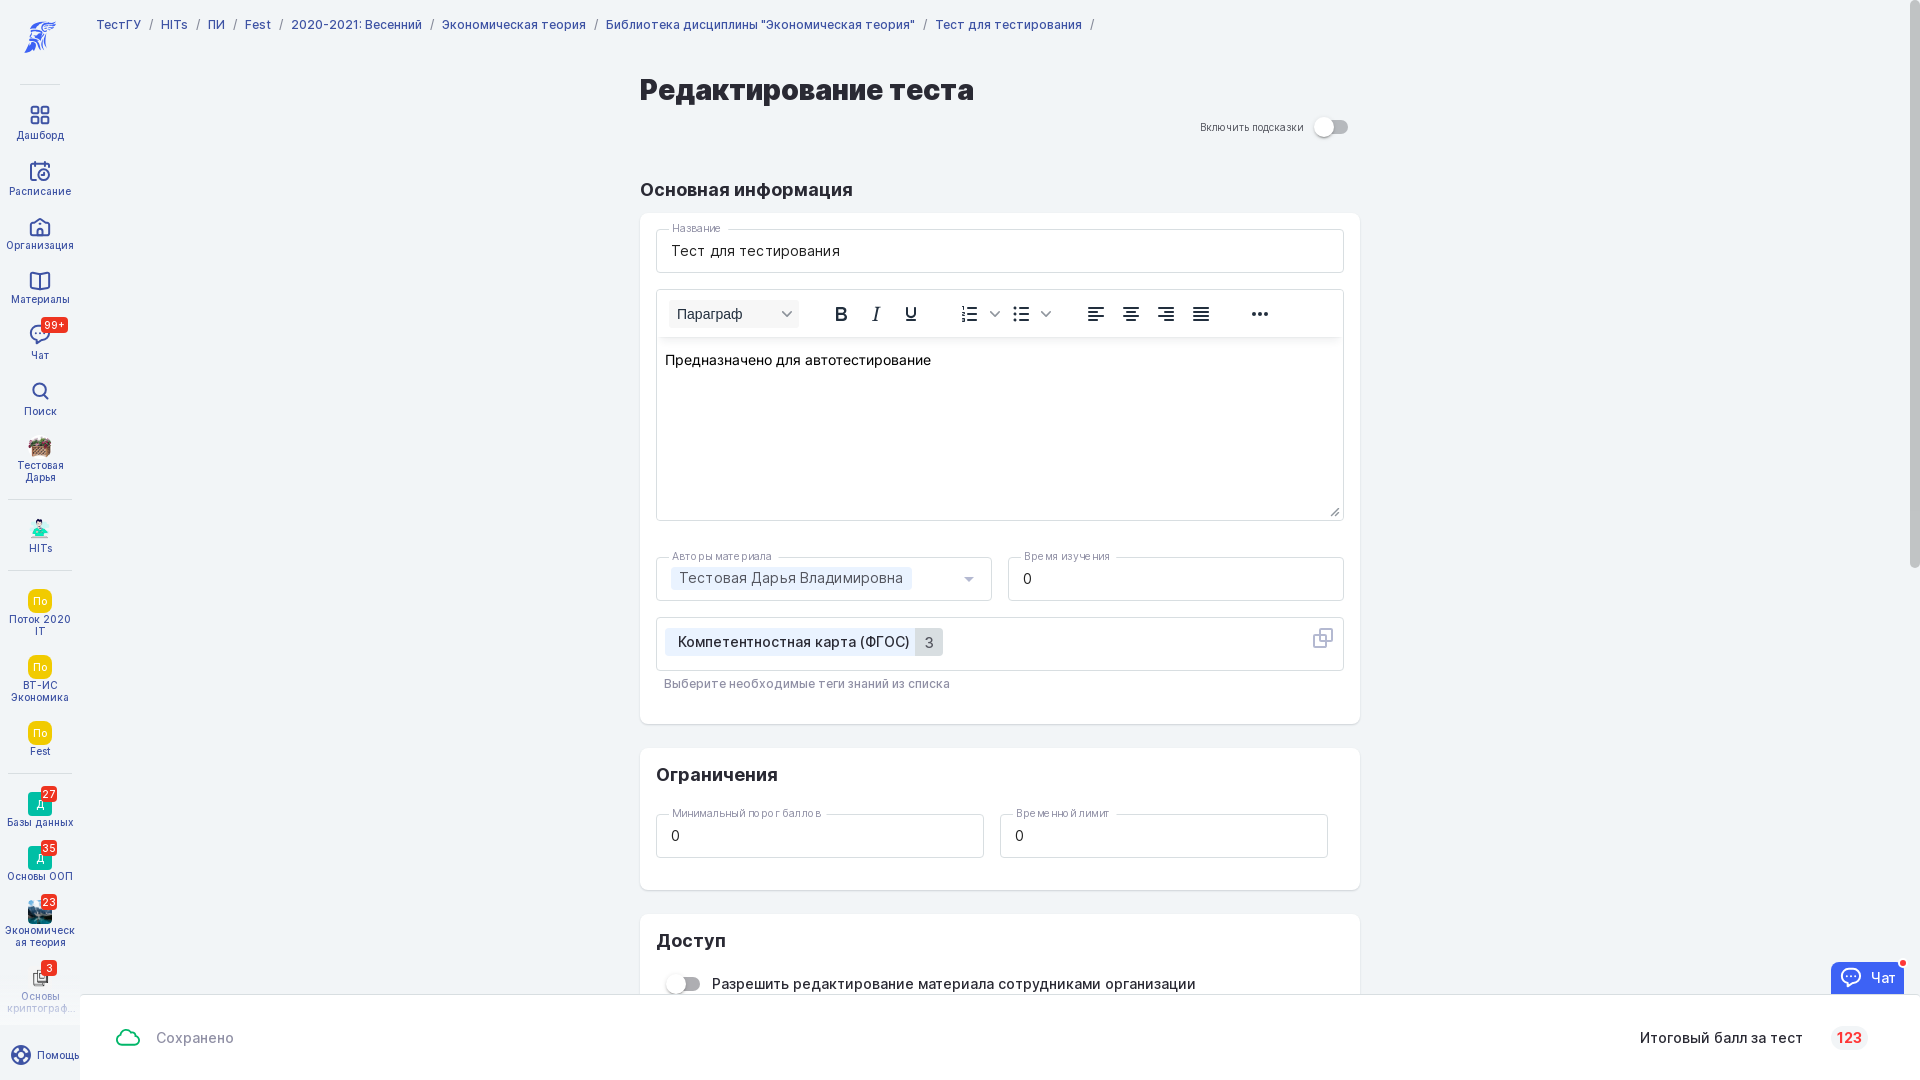 ТестГУ / HITs / ПИ / Fest / 2020-2021: Весенний / Экономическая теория / Библиотека дисциплины "Экономическая теория" / Тест для тестирования /
Редактирование теста
Включить подсказки
Основная информация
Название
Тест для тестирования
Параграф
Предназначено для автотестирование
Авторы материала
Тестовая Дарья Владимировна
Время изучения
0
Компетентностная карта (ФГОС) 3
Выберите необходимые теги знаний из списка
Ограничения
Минимальный порог баллов
0
Временной лимит
0
Доступ
Разрешить редактирование материала сотрудниками организации
Дашборд
Расписание
Организация
Материалы
99+
Чат
Поиск
Тестовая
Дарья
HITs
По
Поток 2020
IT
По
ВТ-ИС
Экономика
По
Fest
27
Д
Базы данных
35
Д
Основы ООП
23
Экономическ
ая теория
3
Основы
криптограф...
Помощь
Чат
Сохранено
Итоговый балл за тест 123